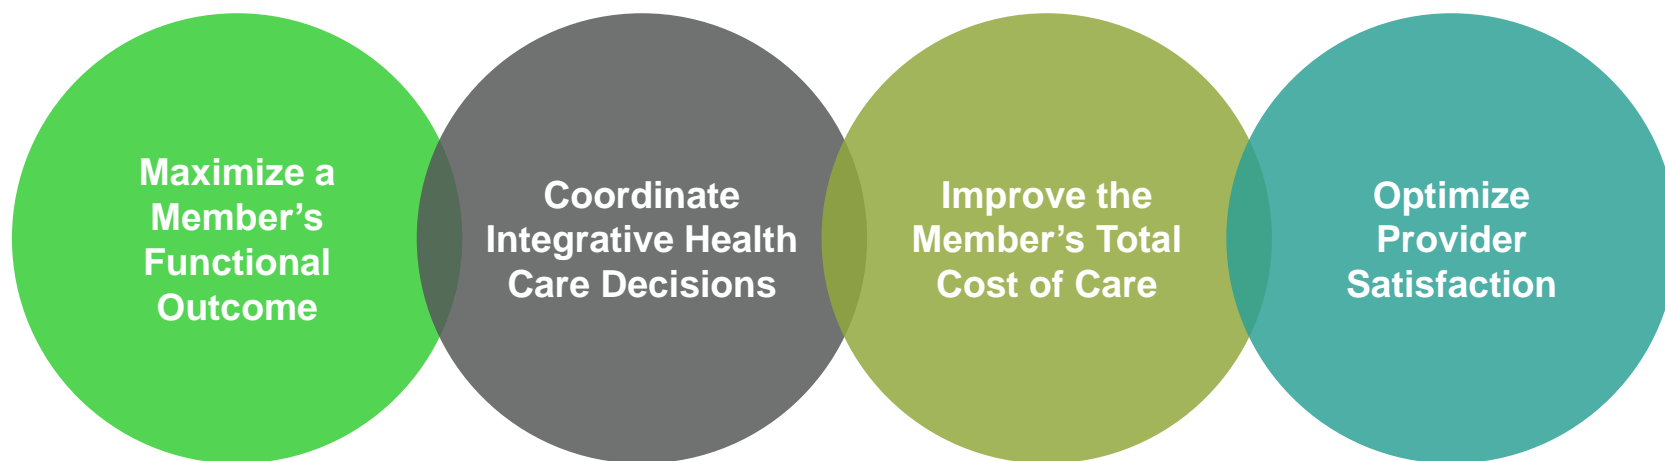 Maximize a
Member’s
Functional
Outcome
Coordinate
Integrative Health
Care Decisions
Improve the
Member’s Total
Cost of Care
Optimize
Provider
Satisfaction